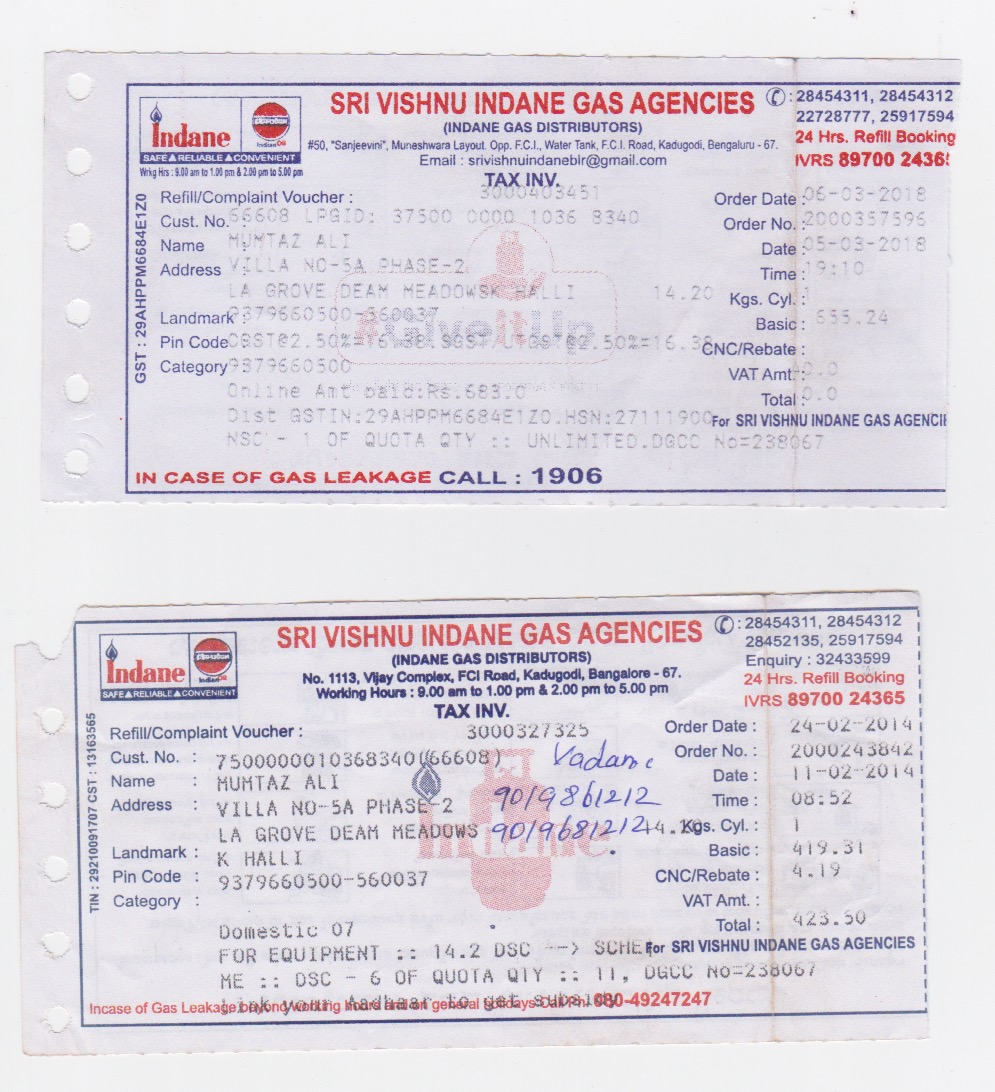 Indane
IndianOil
SAFE▲RELIABLE▲CONVENIENT
Wrkg Hrs : 9.00 am to 1.00 pm & 2.00 pm to 5.00 pm
SRI VISHNU INDANE GAS AGENCIES
(INDANE GAS DISTRIBUTORS)
#50, "Sanjeevini", Muneshwara Layout. Opp. F.C.I., Water Tank, F.C.I. Road, Kadugodi, Bengaluru - 67.
Email : srivishnuindaneblr@gmail.com
TAX INV.
✆ : 28454311, 28454312
22728777, 25917594
24 Hrs. Refill Booking
IVRS 89700 2436
GST : 29AHPPM6684E1Z0
Refill/Complaint Voucher : 3000403451
Order Date : 06-03-2018
Cust. No. : 66608 LPGID: 37500 0000 1036 8340
Order No. : 2000357596
Name : MUMTAZ ALI
Date : 05-03-2018
Address : VILLA NO-5A PHASE-2
Time : 19:10
LA GROVE DEAM MEADOWSK HALLI 14.20
Kgs. Cyl. : 1
Landmark : 9379660500-560037
Basic : 655.24
#GiveitUp
Pin Code CGST@2.50%=16.38 SGST/UTGST@2.50%=16.38
CNC/Rebate :
Category 9379660500
VAT Amt. : 0.0
Online Amt paid:Rs.683.0
Total : 0.0
Dist GSTIN:29AHPPM6684E1Z0.HSN:27111900
For SRI VISHNU INDANE GAS AGENCI
NSC - 1 OF QUOTA QTY :: UNLIMITED.DGCC No=238067
IN CASE OF GAS LEAKAGE CALL : 1906
Indane
IndianOil
SAFE▲RELIABLE▲CONVENIENT
SRI VISHNU INDANE GAS AGENCIES
(INDANE GAS DISTRIBUTORS)
No. 1113, Vijay Complex, FCI Road, Kadugodi, Bangalore - 67.
Working Hours : 9.00 am to 1.00 pm & 2.00 pm to 5.00 pm
TAX INV.
✆ : 28454311, 28454312
28452135, 25917594
Enquiry : 32433599
24 Hrs. Refill Booking
IVRS 89700 24365
TIN : 29210091707 CST : 13163565
Refill/Complaint Voucher : 3000327325
Order Date : 24-02-2014
Cust. No. : 7500000010368340((66608)
Order No. : 2000243842
Name : MUMTAZ ALI
Date : 11-02-2014
Address : VILLA NO-5A PHASE-2
9019861212
Time : 08:52
LA GROVE DEAM MEADOWS
9019681212
Kgs. Cyl. : 1
Indane
Landmark : K HALLI
Basic : 419.31
Pin Code : 9379660500-560037
CNC/Rebate : 4.19
Category :
VAT Amt. :
Domestic 07
Total : 423.50
FOR EQUIPMENT :: 14.2 DSC --> SCHE
For SRI VISHNU INDANE GAS AGENCIES
ME :: DSC - 6 OF QUOTA QTY :: 11, DGCC No=238067
Link your Aadhaar to get subsidy
Incase of Gas Leakage beyond working hours and on general holidays Call Ph: 080-49247247